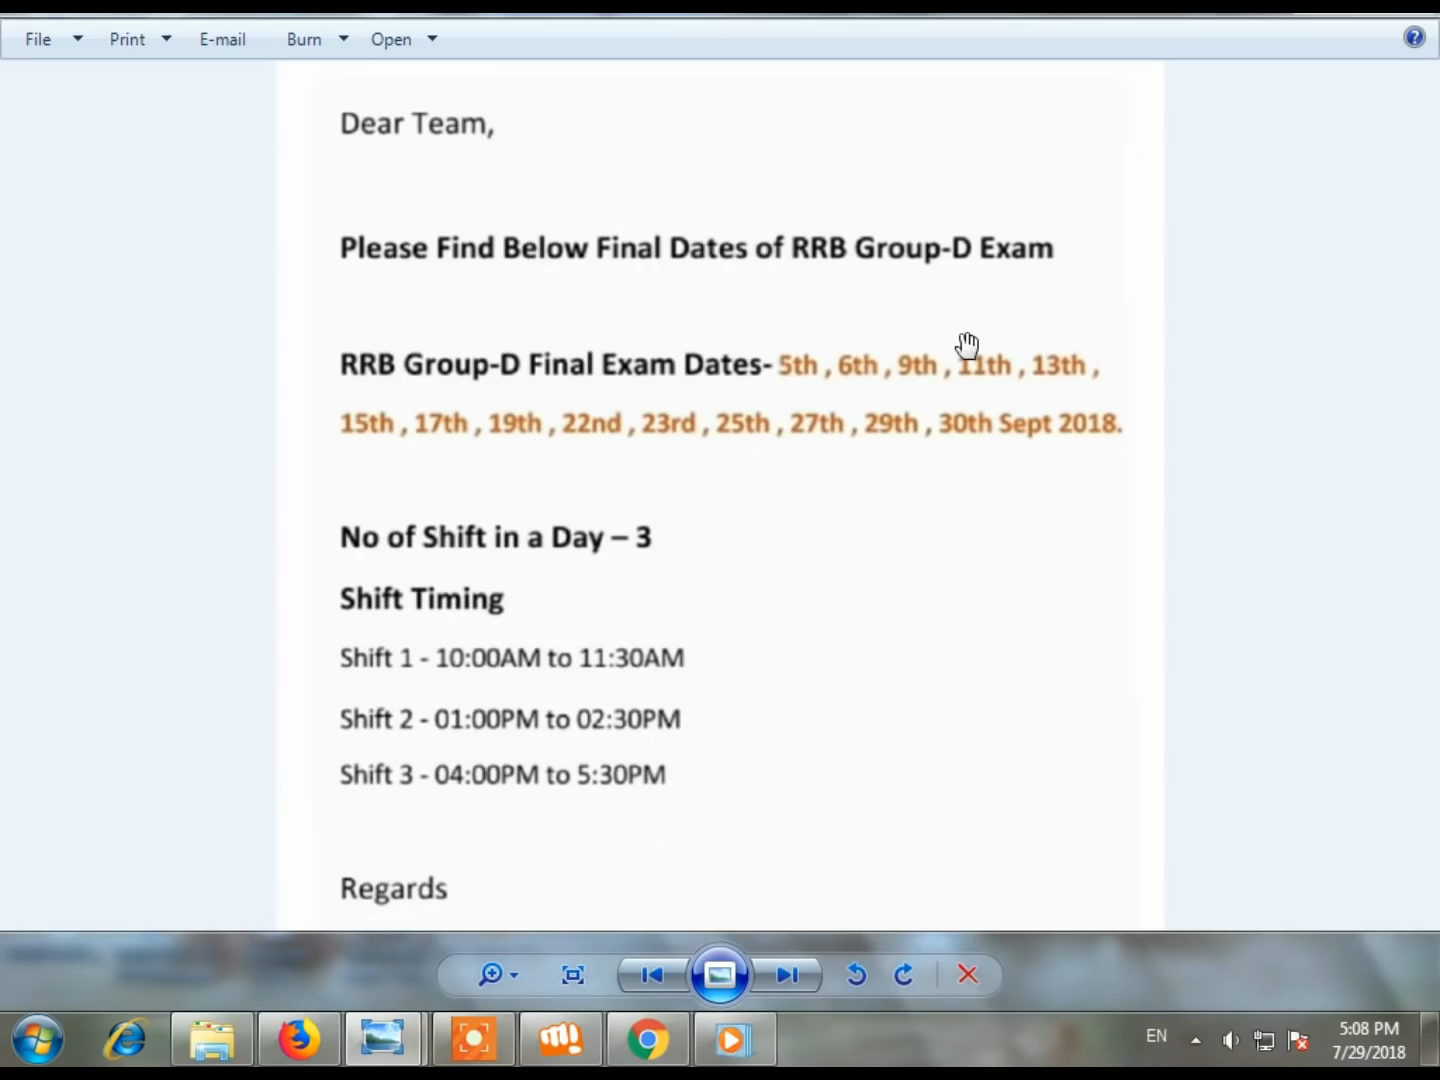 File Print E-mail Burn Open
Dear Team,
Please Find Below Final Dates of RRB Group-D Exam
RRB Group-D Final Exam Dates- 5th , 6th , 9th , 11th , 13th ,
15th , 17th , 19th , 22nd , 23rd , 25th , 27th , 29th , 30th Sept 2018.
No of Shift in a Day – 3
Shift Timing
Shift 1 - 10:00AM to 11:30AM
Shift 2 - 01:00PM to 02:30PM
Shift 3 - 04:00PM to 5:30PM
Regards
EN
5:08 PM
7/29/2018